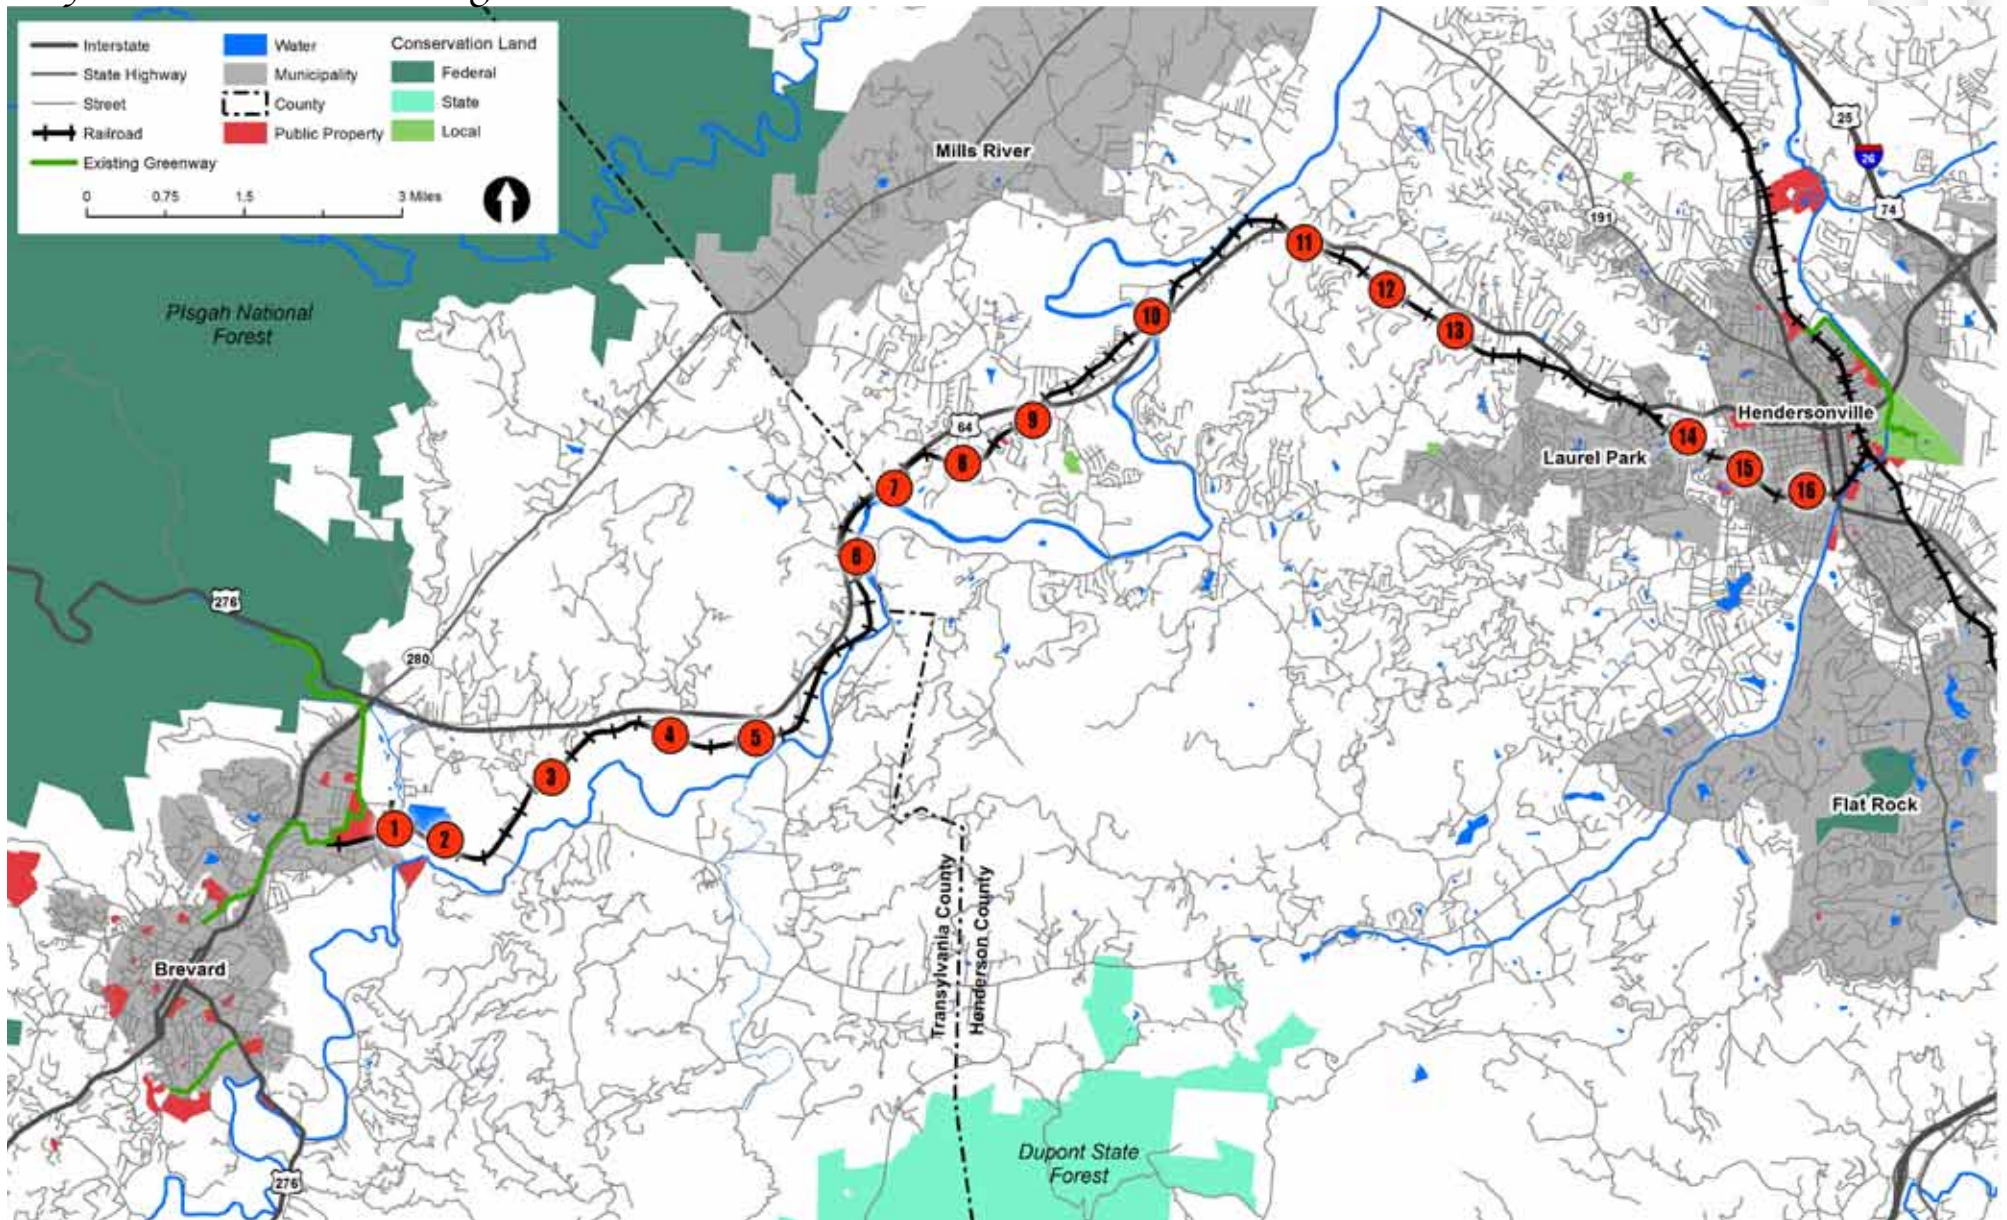 Interstate
State Highway
Street
Railroad
Existing Greenway
Water
Municipality
County
Public Property
Conservation Land
Federal
State
Local
0 0.75 1.5 3 Miles
Mills River
25
26
74
191
PIsgah National
Forest
11
12
10
13
64
9
Hendersonville
14
8
Laurel Park
15
7
16
6
276
280
4
5
3
Flat Rock
1
2
Transylvania County
Henderson County
Brevard
Dupont State
Forest
276